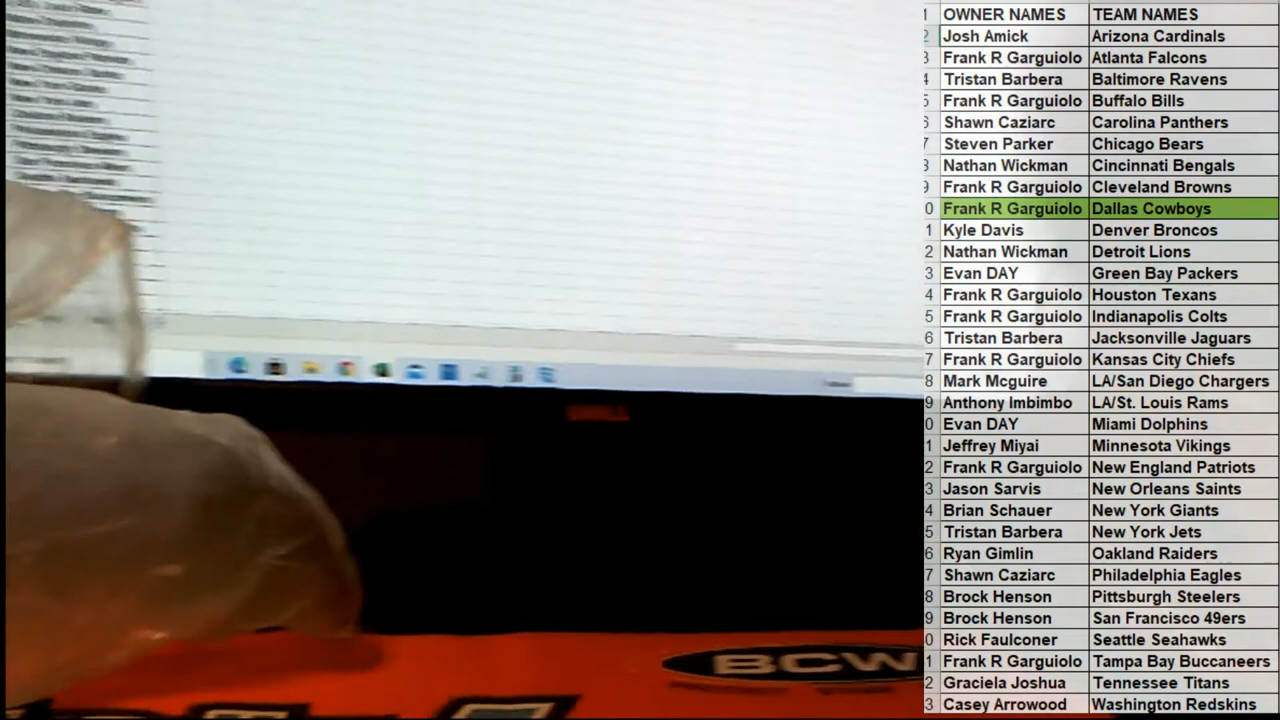 1 OWNER NAMES TEAM NAMES
2 Josh Amick Arizona Cardinals
3 Frank R Garguiolo Atlanta Falcons
4 Tristan Barbera Baltimore Ravens
5 Frank R Garguiolo Buffalo Bills
6 Shawn Caziarc Carolina Panthers
7 Steven Parker Chicago Bears
8 Nathan Wickman Cincinnati Bengals
9 Frank R Garguiolo Cleveland Browns
0 Frank R Garguiolo Dallas Cowboys
1 Kyle Davis Denver Broncos
2 Nathan Wickman Detroit Lions
3 Evan DAY Green Bay Packers
4 Frank R Garguiolo Houston Texans
5 Frank R Garguiolo Indianapolis Colts
6 Tristan Barbera Jacksonville Jaguars
7 Frank R Garguiolo Kansas City Chiefs
8 Mark Mcguire LA/San Diego Chargers
9 Anthony Imbimbo LA/St. Louis Rams
0 Evan DAY Miami Dolphins
1 Jeffrey Miyai Minnesota Vikings
2 Frank R Garguiolo New England Patriots
3 Jason Sarvis New Orleans Saints
4 Brian Schauer New York Giants
5 Tristan Barbera New York Jets
6 Ryan Gimlin Oakland Raiders
7 Shawn Caziarc Philadelphia Eagles
8 Brock Henson Pittsburgh Steelers
9 Brock Henson San Francisco 49ers
0 Rick Faulconer Seattle Seahawks
1 Frank R Garguiolo Tampa Bay Buccaneers
2 Graciela Joshua Tennessee Titans
3 Casey Arrowood Washington Redskins
BCW